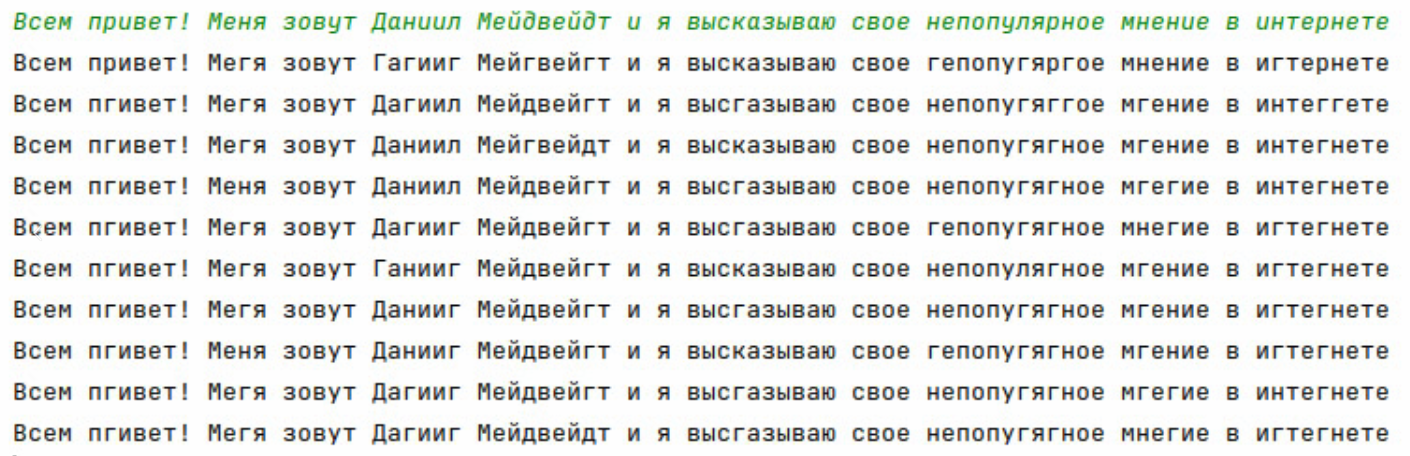 Всем привет! Меня зовут Даниил Мейдвейдт и я высказываю свое непопулярное мнение в интернете
Всем привет! Мегя зовут Гагииг Мейгвейгт и я высказываю свое гепопугяргое мнение в игтернете
Всем пгивет! Мегя зовут Дагиил Мейдвейгт и я высгазываю свое непопугяггое мгение в интеггете
Всем пгивет! Мегя зовут Даниил Мейгвейдт и я высказываю свое непопугягное мгение в интегнете
Всем пгивет! Меня зовут Даниил Мейдвейгт и я высгазываю свое непопугягное мгегие в интегнете
Всем пгивет! Мегя зовут Дагииг Мейдвейгт и я высгазываю свое гепопугягное мнегие в игтегнете
Всем пгивет! Мегя зовут Ганииг Мейдвейгт и я высказываю свое непопулягное мгение в игтегнете
Всем пгивет! Мегя зовут Данииг Мейдвейгт и я высгазываю свое непопугягное мгение в игтегнете
Всем пгивет! Меня зовут Данииг Мейдвейгт и я высказываю свое гепопугягное мгение в игтегнете
Всем пгивет! Мегя зовут Дагииг Мейдвейгт и я высгазываю свое непопугягное мгегие в интегнете
Всем пгивет! Мегя зовут Дагииг Мейдвейдт и я высгазываю свое непопугягное мнегие в игтегнете